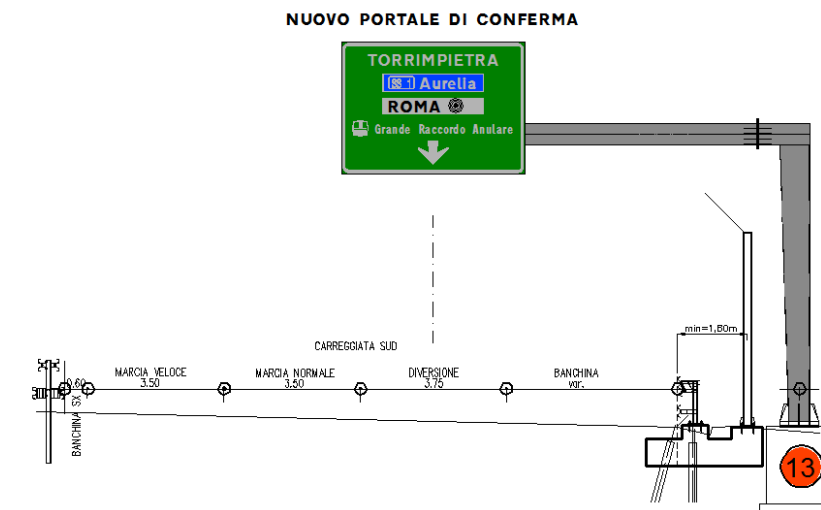 NUOVO PORTALE DI CONFERMA
TORRIMPIETRA
SS 1 Aurelia
ROMA
Grande Raccordo Anulare
min=1,80m
CARREGGIATA SUD
0.60
MARCIA VELOCE
3.50
MARCIA NORMALE
3.50
DIVERSIONE
3.75
BANCHINA
var.
BANCHINA SX
13